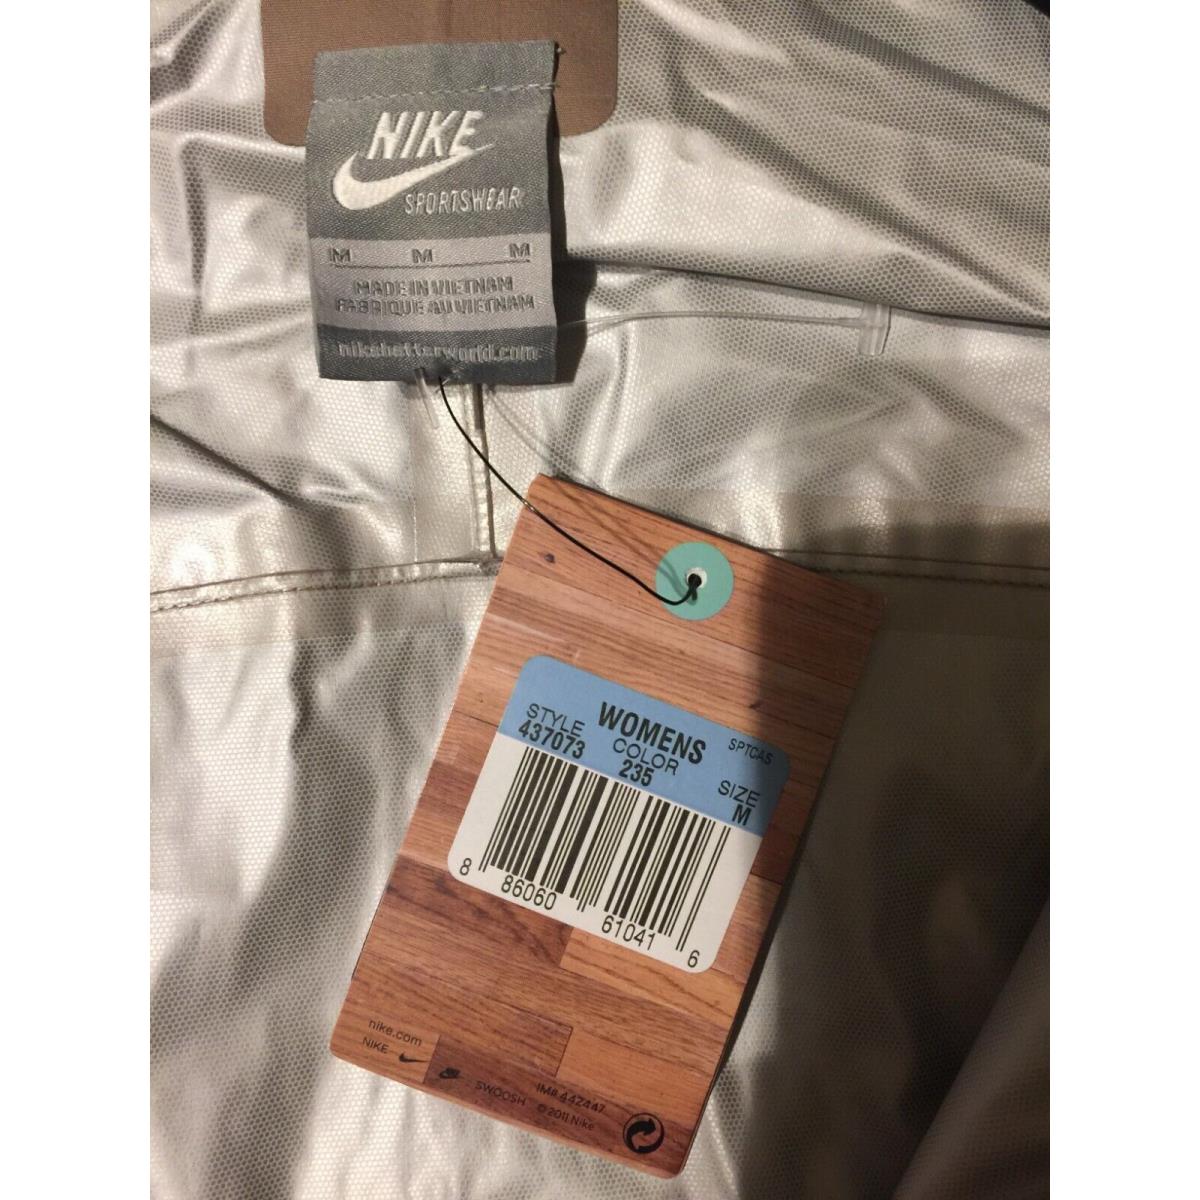 NIKE
SPORTSWEAR
M M M
MADE IN VIETNAM
FABRIQUE AU VIETNAM
nikebetterworld.com
WOMENS SPTCAS
STYLE COLOR SIZE
437073 235 M
8 86060 61041 6
nike.com
NIKE
SWOOSH IM# 442447
©2011 Nike